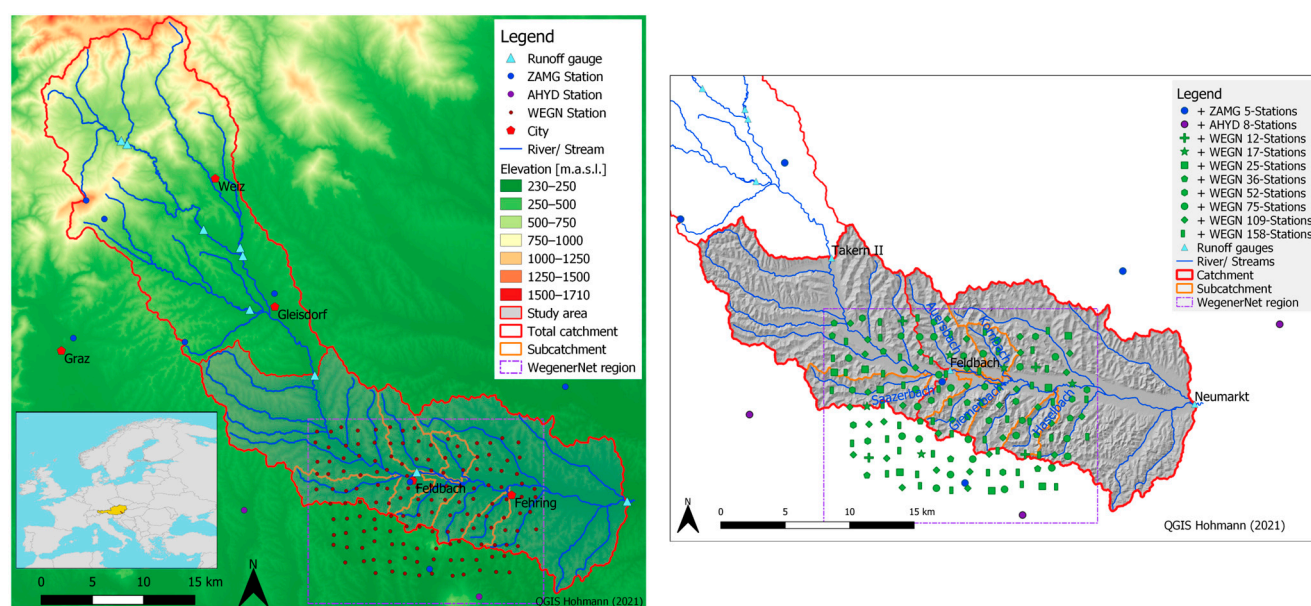 Legend
Runoff gauge
ZAMG Station
AHYD Station
WEGN Station
City
River/ Stream
Elevation [m.a.s.l.]
230–250
250–500
500–750
750–1000
1000–1250
1250–1500
1500–1710
Study area
Total catchment
Subcatchment
WegenerNet region
Weiz
Gleisdorf
Graz
Feldbach
Fehring
N
0 5 10 15 km
QGIS Hohmann (2021)
Legend
+ ZAMG 5-Stations
+ AHYD 8-Stations
+ WEGN 12-Stations
+ WEGN 17-Stations
+ WEGN 25-Stations
+ WEGN 36-Stations
+ WEGN 52-Stations
+ WEGN 75-Stations
+ WEGN 109-Stations
+ WEGN 158-Stations
Runoff gauges
River/ Streams
Catchment
Subcatchment
WegenerNet region
Takern II
Auersbach
Feldbach
Saazerbach
Haselbach
Neumarkt
N
0 5 10 15 km
QGIS Hohmann (2021)